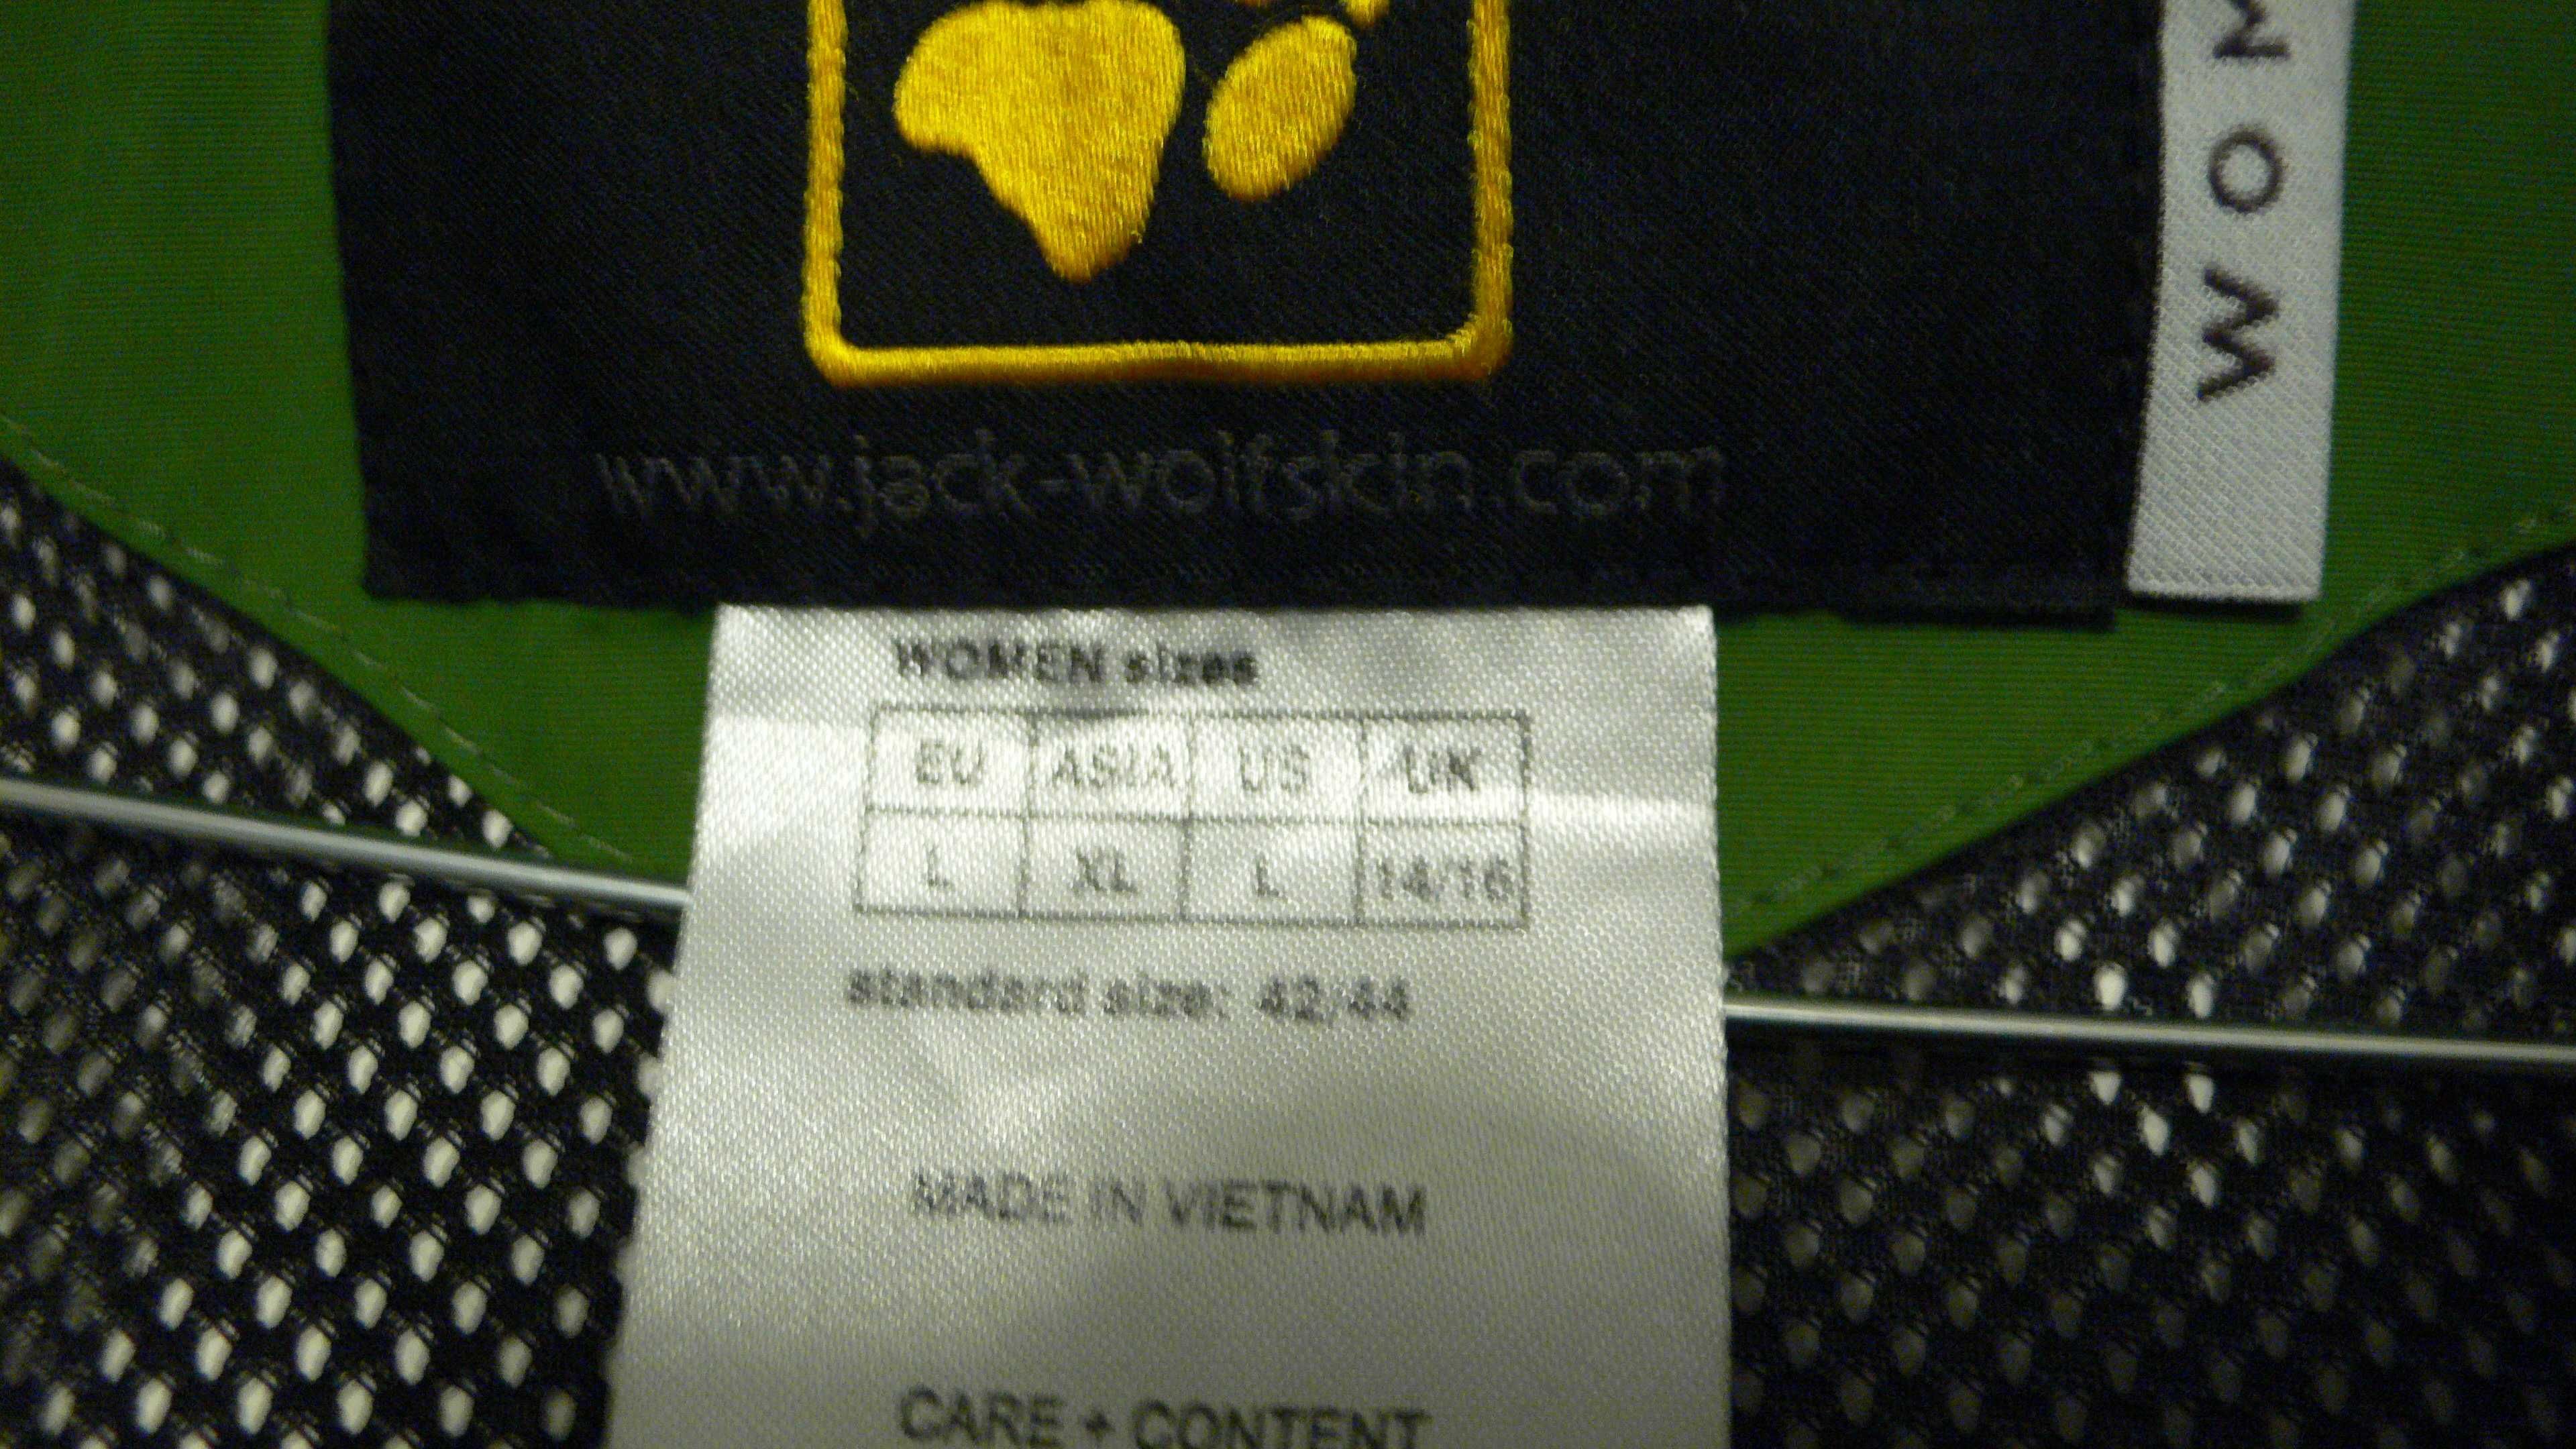 WOM
www.jack-wolfskin.com
WOMEN sizes
EU ASIA US UK
L XL L 14/16
standard size: 42/44
MADE IN VIETNAM
CARE + CONTENT